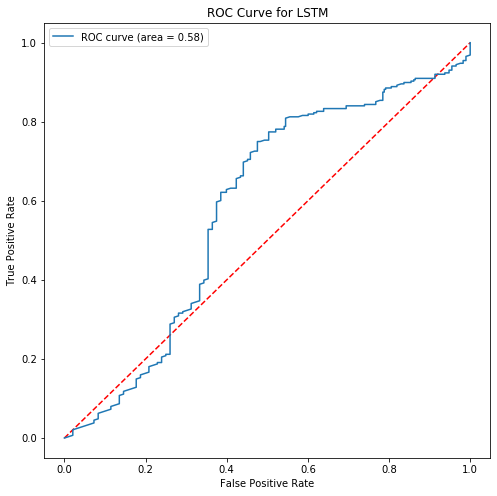 ROC Curve for LSTM
ROC curve (area = 0.58)
True Positive Rate
1.0
0.8
0.6
0.4
0.2
0.0
0.0 0.2 0.4 0.6 0.8 1.0
False Positive Rate